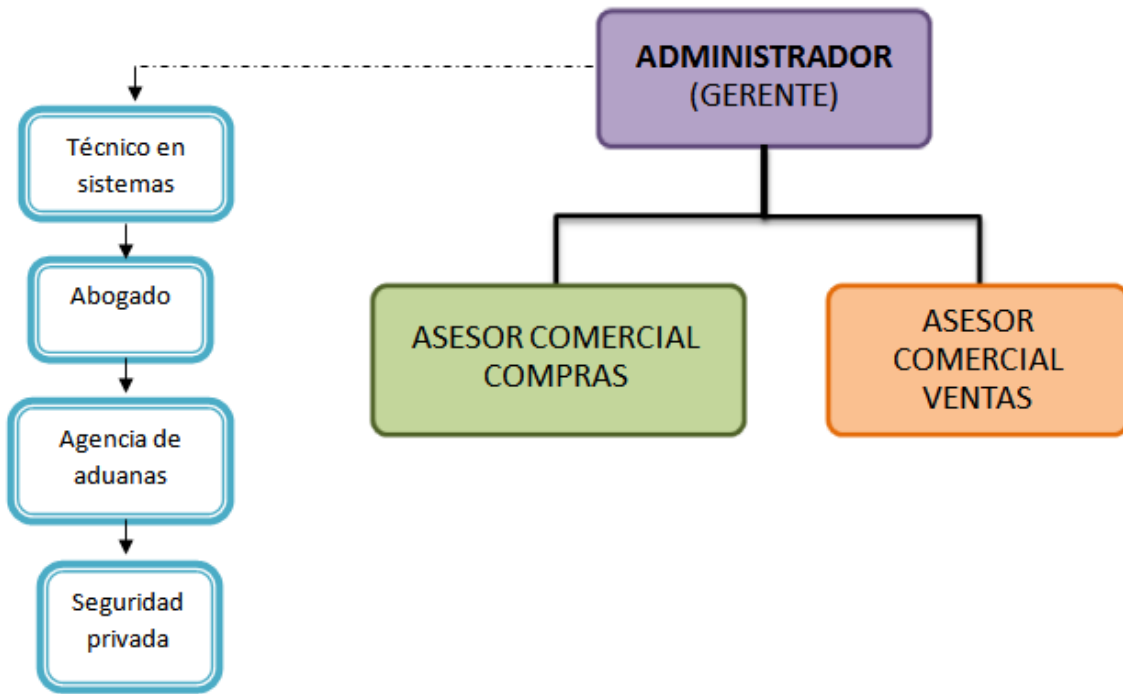 ADMINISTRADOR
(GERENTE)
Técnico en
sistemas
Abogado
Agencia de
aduanas
Seguridad
privada
ASESOR COMERCIAL
COMPRAS
ASESOR
COMERCIAL
VENTAS